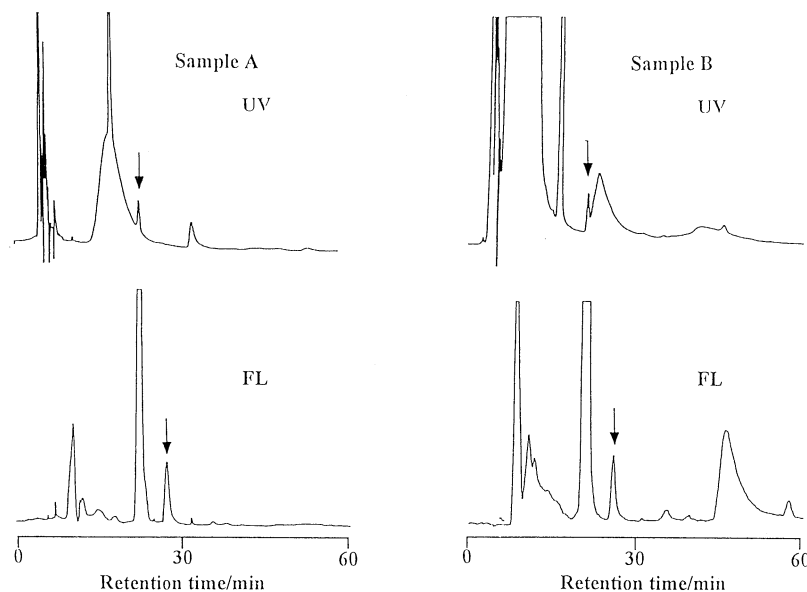 Sample A
UV
Sample B
UV
FL
FL
0 30 60
Retention time/min
0 30 60
Retention time/min